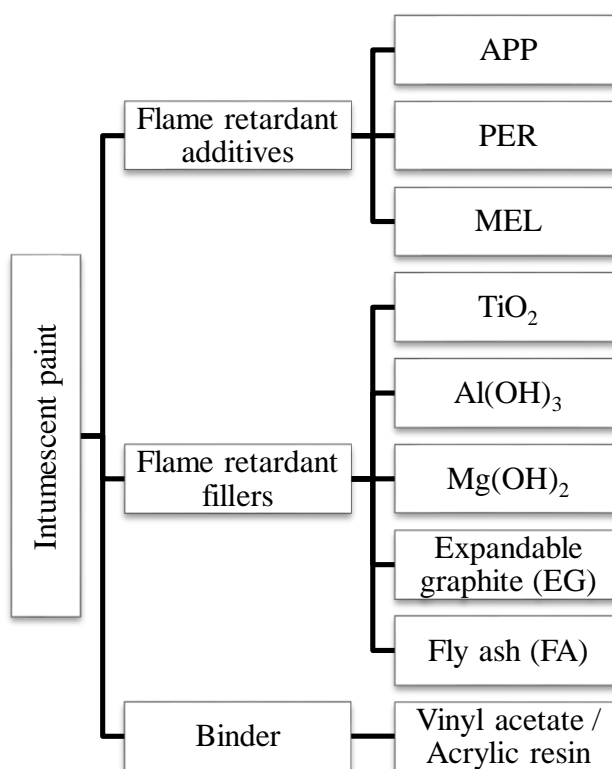 Intumescent paint
Flame retardant
additives
APP
PER
MEL
Flame retardant
fillers
TiO₂
Al(OH)₃
Mg(OH)₂
Expandable
graphite (EG)
Fly ash (FA)
Binder
Vinyl acetate /
Acrylic resin